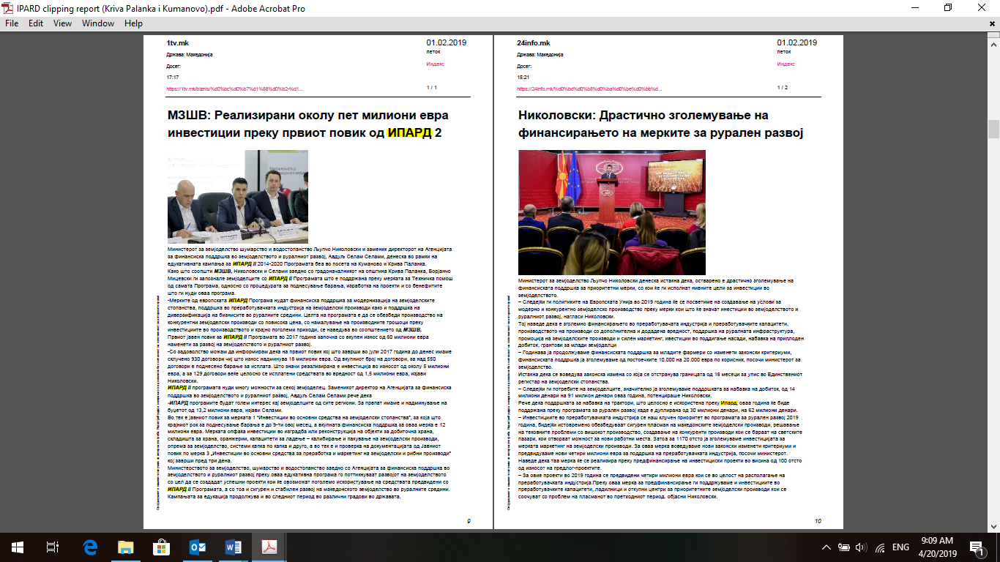 IPARD clipping report (Kriva Palanka i Kumanovo).pdf - Adobe Acrobat Pro
File Edit View Window Help
1tv.mk
01.02.2019
Држава: Македонија
петок
Досег:
Индекс
17:17
https://1tv.mk/biznis/%d0%bc%d0%b7%d1%88%d0%b2-%d1...
1 / 1
МЗШВ: Реализирани околу пет милиони евра
инвестиции преку првиот повик од ИПАРД 2
Министерот за земјоделство шумарство и водостопанство Љупчо Николовски и заменик директорот на Агенцијата
за финансиска поддршка во земјоделството и руралниот развој, Авдул Селам Селами, денеска во рамки на
едукативната кампања за ИПАРД II 2014-2020 Програмата беа во посета на Куманово и Крива Паланка.
Како што соопшти МЗШВ, Николовски и Селами заедно со градоначалникот на општина Крива Паланка, Борјанчо
Мицевски ги запознале земјоделците со ИПАРД II Програмата што е поддржана преку мерката за Техничка помош
од самата Програма, односно со процедурата за поднесување барања, изработка на проекти и со бенефитите
што ги нуди оваа програма.
-Мерките од европската ИПАРД Програма нудат финансиска поддршка за модернизација на земјоделските
стопанства, поддршка во преработувачката индустрија на земјоделски производи како и поддршка на
диверзификација на бизнисите во руралните средини. Целта на програмата е да се обезбеди производство на
конкурентни земјоделски производи со повисока цена, со намалување на производните трошоци преку
инвестициите во производството и крајно поголеми приходи, се наведува во соопштението од МЗШВ.
Првиот јавен повик за ИПАРД II Програмата во 2017 година започна со вкупен износ од 80 милиони евра
наменети за развој на земјоделството и руралниот развој.
-Со задоволство можам да информирам дека на првиот повик кој што заврши во јули 2017 година до денес имаме
склучено 930 договори чиј што износ надминува 18 милиони евра. Од вкупниот број на договори, за над 550
договори е поднесено барање за исплата. Што значи реализирана е инвестиција во износот од околу 5 милиони
евра, а за 129 договори веќе целосно се исплатени средствата во вредност од 1,5 милиони евра, изјави
Николовски.
ИПАРД II програмата нуди многу можности за секој земјоделец. Заменикот директор на Агенцијата за финансиска
поддршка во земјоделството и руралниот развој, Авдул Селам Селами рече дека
-ИПАРД програмите будат голем интерес кај земјоделците од сите региони. За првпат имаме и надминување на
буџетот од 13,2 милиони евра, изјави Селами.
Во тек е јавниот повик за мерката 1 "Инвестиции во основни средства на земјоделски стопанства", за која што
крајниот рок за поднесување барања е до 9-ти овој месец, а вкупната финансиска поддршка за оваа мерка е 12
милиони евра. Мерката опфаќа инвестиции во изградба или реконструкција на објекти за добиточна храна,
складишта за храна, оранжерии, капацитети за ладење – калибрирање и пакување на земјоделски производи,
опрема за земјоделство, системи капка по капка и друго, а во тек е и проверка на документацијата од Јавниот
повик по мерка 3 „Инвестиции во основни средства за преработка и маркетинг на земјоделски и рибни производи"
кој заврши пред три дена.
Министерството за земјоделство, шумарство и водостопанство заедно со Агенцијата за финансиска поддршка во
земјоделството и руралниот развој преку оваа едукативна програма го поттикнуваат развојот на земјоделството
со цел да се создадат успешни проекти кои ќе овозможат поголемо искористување на средствата предвидени со
ИПАРД II Програмата, а со тоа и сигурен и стабилен развој на македонското земјоделство во руралните средини.
Кампањата за едукација продолжува и во следниот период во различни градови во државата.
9
24info.mk
01.02.2019
Држава: Македонија
петок
Досег:
Индекс
15:21
https://24info.mk/%d0%bd%d0%b8%d0%ba%d0%be%d0%bb%d...
1 / 2
Николовски: Драстично зголемување на
финансирањето на мерките за рурален развој
Министерот за земјоделство Љупчо Николовски денеска истакна дека, остварено е драстично зголемување на
финансиската поддршка за приоритетни мерки, со кои ќе ги исполнат нивните цели за инвестиции во
земјоделството.
– Следејќи ги политиките на Европската Унија во 2019 година ќе се посветиме на создавање на услови за
модерно и конкурентно земјоделско производство преку мерки кои што ќе значат инестиции во земјоделството и
руралниот развој, нагласи Николовски.
Тој наведе дека е зголемно финансирањето во преработувачата индустрија и преработувачките капацитети,
производството на производи со дополнителна и додадена вредност, поддршка на руралната инфраструктура,
промоција на земјоделските производи и силен маркетинг, ивестиции во поддигање насади, набавка на приплоден
добиток, грантови за млади земјоделци
– Годинава ја продолжуваме финансиската поддршка за младите фармери со изменети законски критериуми,
финансиската поддршка ја зголемуваме од постоечките 10.000 на 20.000 евра по корисник, посочи министерот за
земјоделство.
Истакна дека се воведува законска измена со која се отстранува границата од 18 месеци за упис во Единствениот
регистар на земјоделски стопанства.
– Следејќи ги потребите на земјоделците, значително ја зголемуваме поддршката за набавка на добиток, од 14
милиони денари на 91 милион денари оваа година, потенцираше Николовски.
Рече дека поддршката за набавка на трактори, што целосно е искористена преку Ипард, оваа година ќе биде
поддржана преку програмата за рурален развој каде е дуплирана од 30 милиони денари, на 62 милиони денари.
– Инвестициите во преработувачката индустрија се наш клучен приоритет во програмата за рурален развој 2019
година, бидејќи истовремено обезбедуваат сигурен пласман на македонските земјоделски производи, решавање
на тековните проблеми со вишокот производство, создавање на конкуренти производи кои се бараат на светските
пазари, кои отвораат можност за нови работни места. Затоа за 1170 отсто ја зголемуваме инвестицијата за
мерката маркетинг на земјоделски производи. За оваа мерка воведуваме нови законски изменети критериуми и
предвидуваме нови четири милиони евра за поддршка на преработувачката индустрија, посочи министерот.
Наведе дека таа мерка ќе се реализира преку предфинансирање на инвестициски проекти во висина од 100 отсто
од износот на предлог-проектите.
– За овие проекти во 2019 година се предвидени четири милиони евра кои се во целост на располагање на
преработувачката индустрија.Преку оваа мерка за предфинансирање ги поддржуваме и инвестициите во
преработувачките капацитети, ладилници и откупни центри за приоритетните земјоделски производи кои се
соочуват со проблем на пласманот во претходниот период, објасни Николовски.
10
ENG
9:09 AM
4/20/2019
1